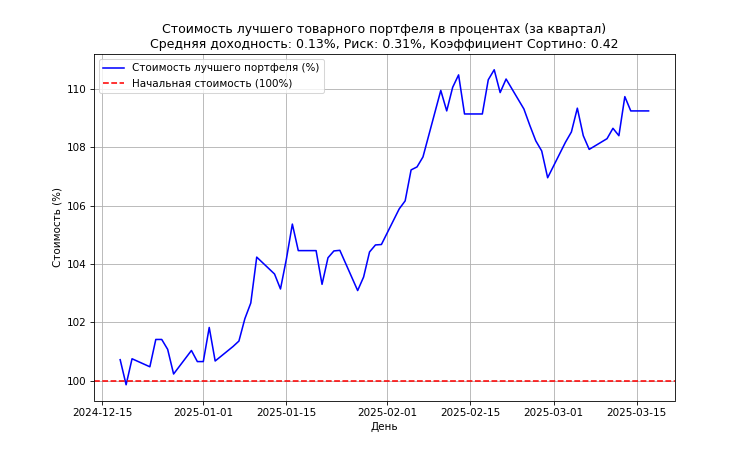 Стоимость лучшего товарного портфеля в процентах (за квартал)
Средняя доходность: 0.13%, Риск: 0.31%, Коэффициент Сортино: 0.42
Стоимость лучшего портфеля (%)
Начальная стоимость (100%)
Стоимость (%)
110
108
106
104
102
100
2024-12-15
2025-01-01
2025-01-15
2025-02-01
2025-02-15
2025-03-01
2025-03-15
День